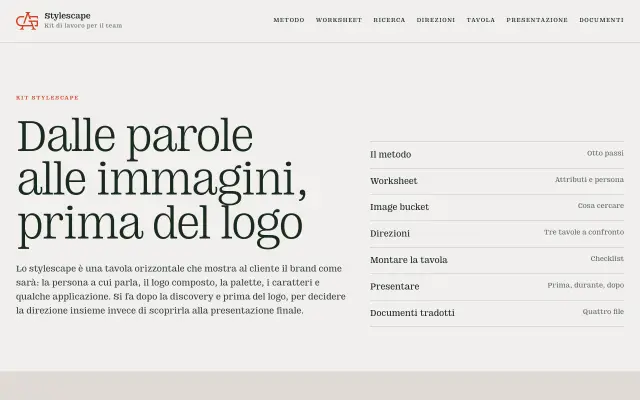 Stylescape
Kit di lavoro per il team
METODO WORKSHEET RICERCA DIREZIONI TAVOLA PRESENTAZIONE DOCUMENTI
KIT STYLESCAPE
Dalle parole
alle immagini,
prima del logo
Lo stylescape è una tavola orizzontale che mostra al cliente il brand come
sarà: la persona a cui parla, il logo composto, la palette, i caratteri e
qualche applicazione. Si fa dopo la discovery e prima del logo, per decidere
la direzione insieme invece di scoprirla alla presentazione finale.
Il metodo Otto passi
Worksheet Attributi e persona
Image bucket Cosa cercare
Direzioni Tre tavole a confronto
Montare la tavola Checklist
Presentare Prima, durante, dopo
Documenti tradotti Quattro file